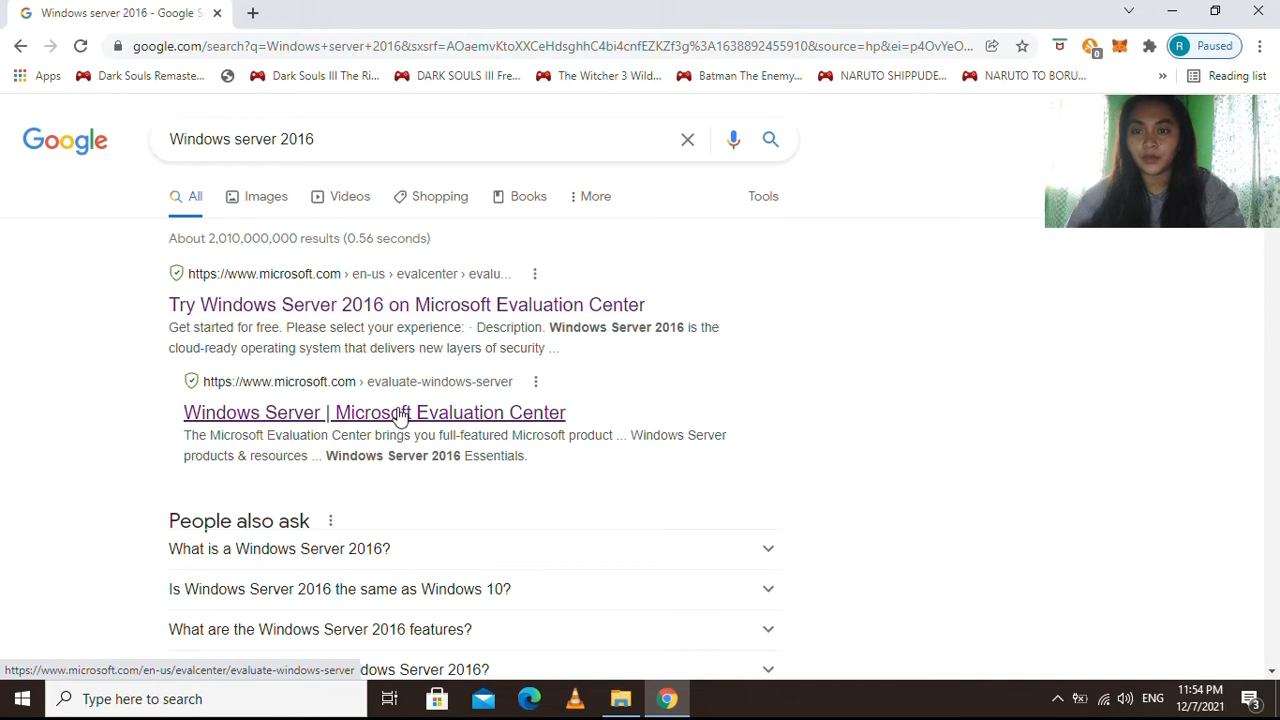 Windows server 2016 - Google S
google.com/search?q=Windows+server+2016&sxsrf=AOaemvKtoXXCeHdsghhC4bi4cnfEZKZf3g%3A1638892455910&source=hp&ei=p4OvYeO...
R Paused
Apps Dark Souls Remaste... Dark Souls III The Ri... DARK SOULS III Fre... The Witcher 3 Wild... Batman The Enemy... NARUTO SHIPPUDE... NARUTO TO BORU... » Reading list
Google Windows server 2016
All Images Videos Shopping Books More Tools
About 2,010,000,000 results (0.56 seconds)
https://www.microsoft.com › en-us › evalcenter › evalu...
Try Windows Server 2016 on Microsoft Evaluation Center
Get started for free. Please select your experience: · Description. Windows Server 2016 is the
cloud-ready operating system that delivers new layers of security ...
https://www.microsoft.com › evaluate-windows-server
Windows Server | Microsoft Evaluation Center
The Microsoft Evaluation Center brings you full-featured Microsoft product ... Windows Server
products & resources ... Windows Server 2016 Essentials.
People also ask
What is a Windows Server 2016?
Is Windows Server 2016 the same as Windows 10?
What are the Windows Server 2016 features?
https://www.microsoft.com/en-us/evalcenter/evaluate-windows-server dows Server 2016?
Type here to search
ENG
11:54 PM
12/7/2021
3